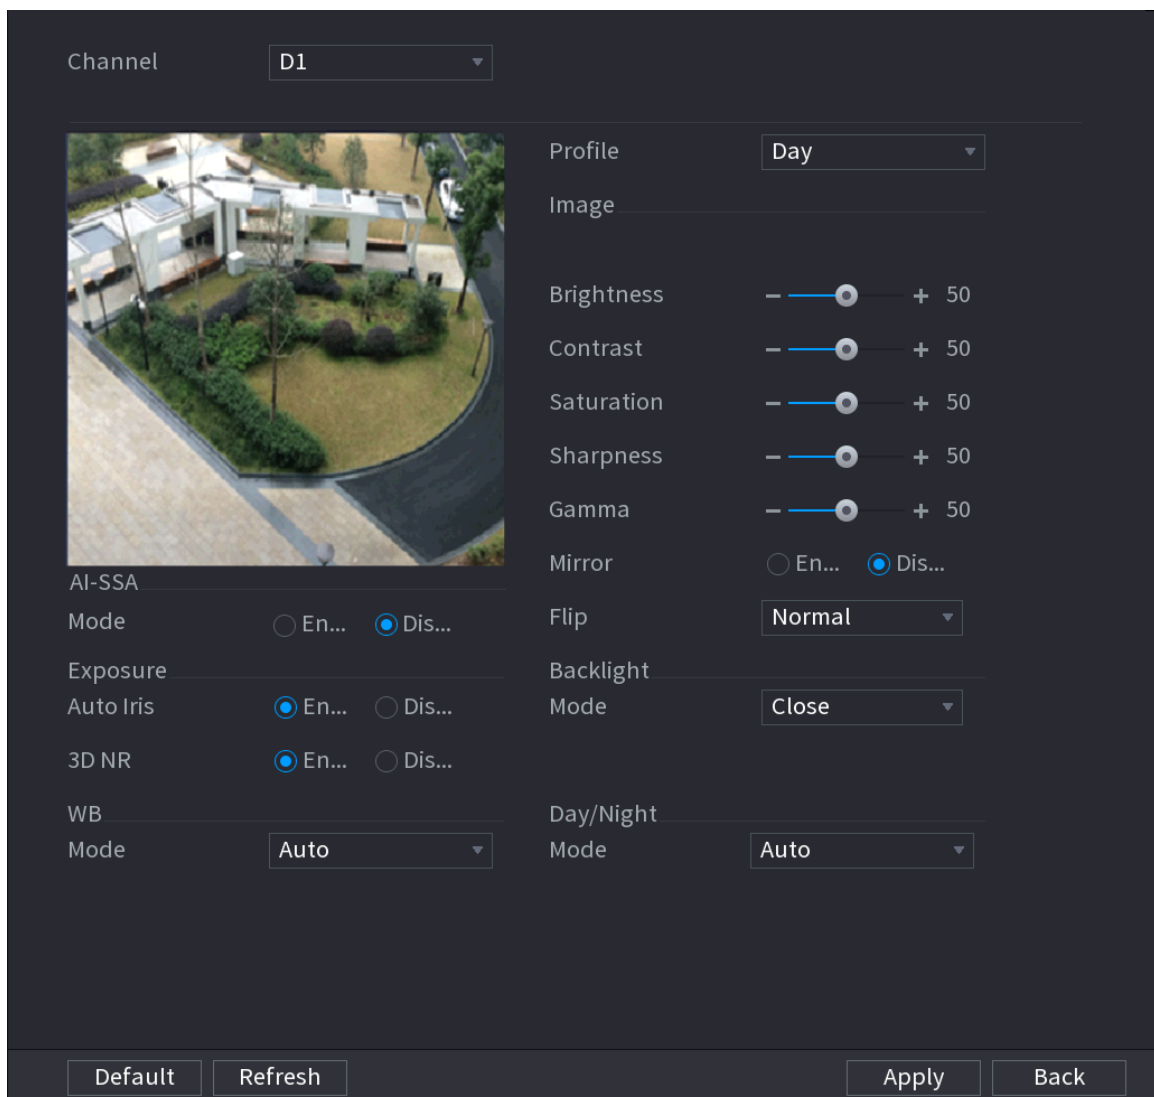 Channel D1
Profile Day
Image
Brightness 50
Contrast 50
Saturation 50
Sharpness 50
Gamma 50
Mirror En... Dis...
Flip Normal
AI-SSA
Mode En... Dis...
Exposure
Auto Iris En... Dis...
3D NR En... Dis...
WB
Mode Auto
Backlight
Mode Close
Day/Night
Mode Auto
Default Refresh Apply Back